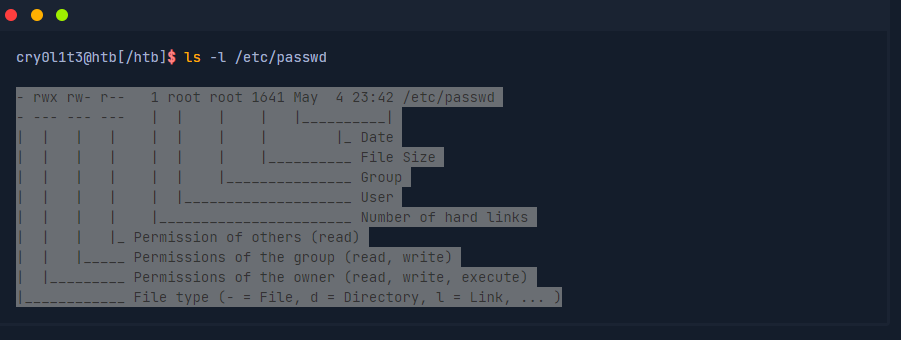 cry0l1t3@htb[/htb]$ ls -l /etc/passwd
- rwx rw- r--   1 root root 1641 May  4 23:42 /etc/passwd
- --- --- ---   |  |    |    |   |__________|
|  |   |   |    |  |    |    |        |_ Date
|  |   |   |    |  |    |    |__________ File Size
|  |   |   |    |  |    |_______________ Group
|  |   |   |    |  |____________________ User
|  |   |   |    |_______________________ Number of hard links
|  |   |   |_ Permission of others (read)
|  |   |_____ Permissions of the group (read, write)
|  |_________ Permissions of the owner (read, write, execute)
|____________ File type (- = File, d = Directory, l = Link, ... )